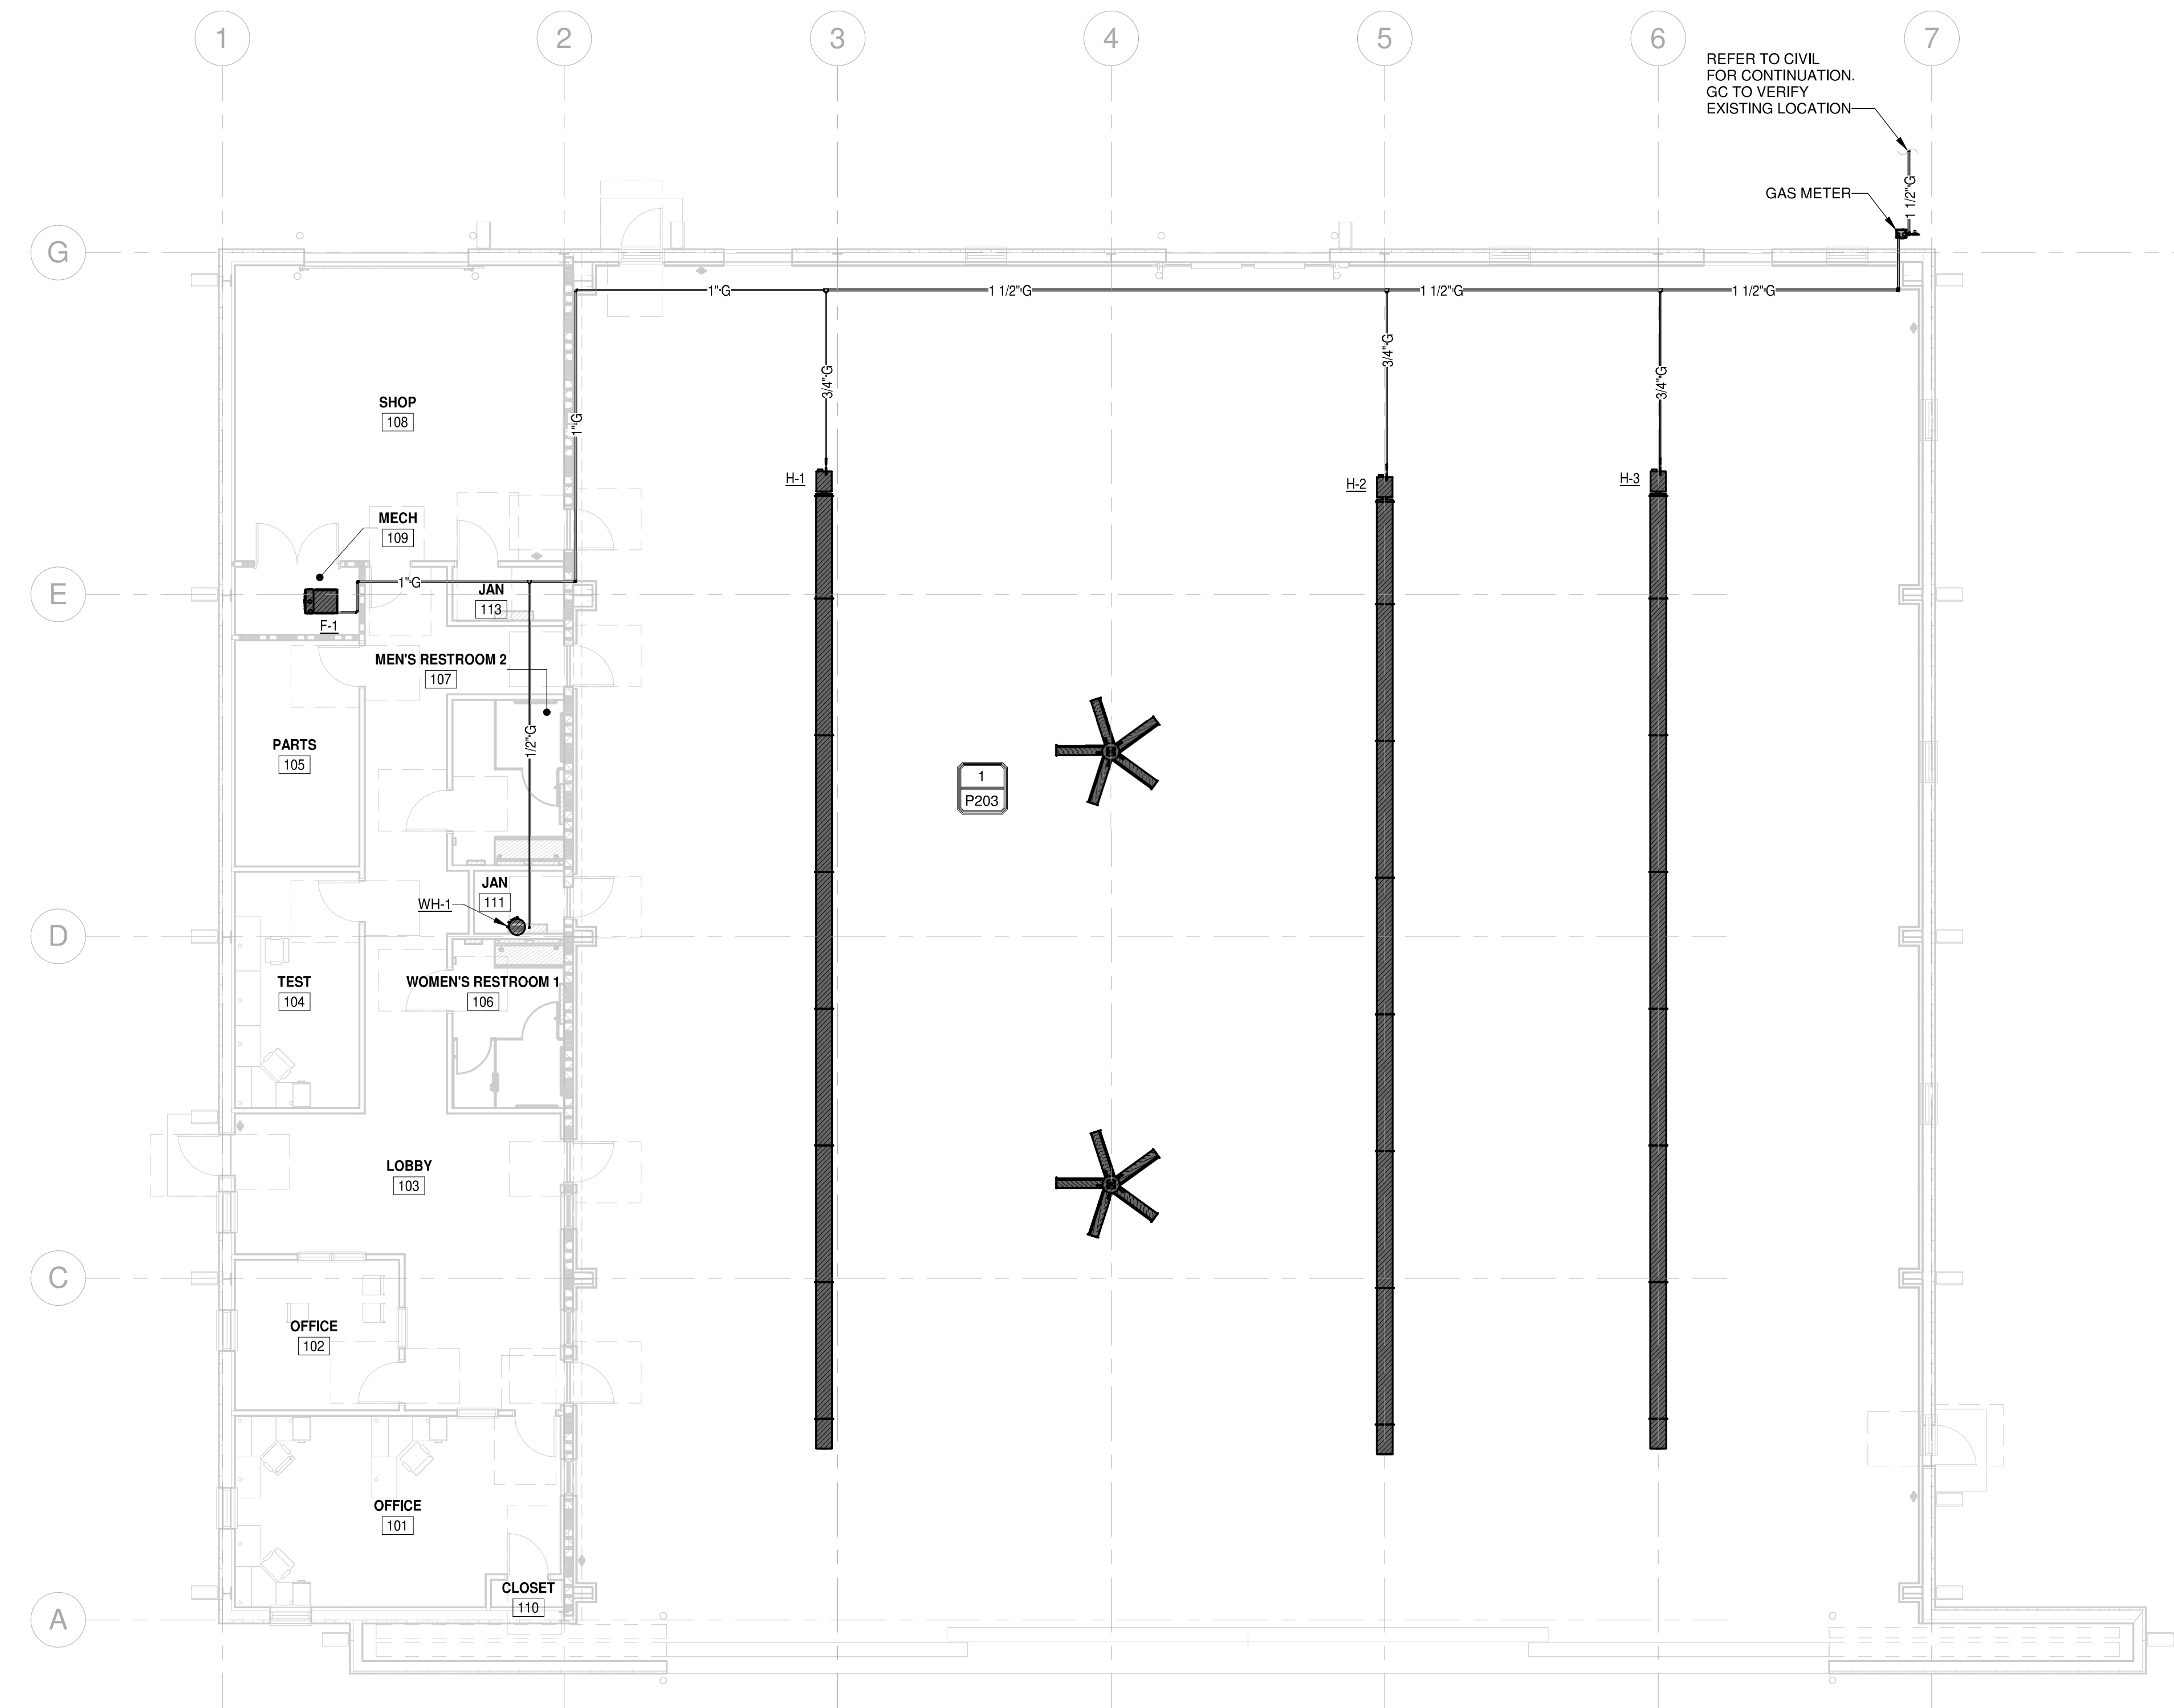 1
2
3
4
5
6
7
REFER TO CIVIL
FOR CONTINUATION.
GC TO VERIFY
EXISTING LOCATION
1 1/2"G
GAS METER
G
1"G
1 1/2"G
1 1/2"G
1 1/2"G
3/4"G
3/4"G
3/4"G
1"G
SHOP
108
H-1
H-2
H-3
MECH
109
1"G
E
JAN
113
F-1
MEN'S RESTROOM 2
107
1/2"G
PARTS
105
1
P203
JAN
111
WH-1
D
TEST
104
WOMEN'S RESTROOM 1
106
LOBBY
103
C
OFFICE
102
OFFICE
101
CLOSET
110
A